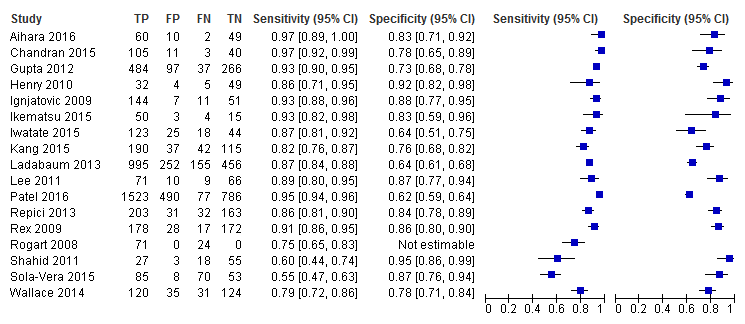 Study TP FP FN TN Sensitivity (95% CI) Specificity (95% CI) Sensitivity (95% CI) Specificity (95% CI)
Aihara 2016 60 10 2 49 0.97 [0.89, 1.00] 0.83 [0.71, 0.92]
Chandran 2015 105 11 3 40 0.97 [0.92, 0.99] 0.78 [0.65, 0.89]
Gupta 2012 484 97 37 266 0.93 [0.90, 0.95] 0.73 [0.68, 0.78]
Henry 2010 32 4 5 49 0.86 [0.71, 0.95] 0.92 [0.82, 0.98]
Ignjatovic 2009 144 7 11 51 0.93 [0.88, 0.96] 0.88 [0.77, 0.95]
Ikematsu 2015 50 3 4 15 0.93 [0.82, 0.98] 0.83 [0.59, 0.96]
Iwatate 2015 123 25 18 44 0.87 [0.81, 0.92] 0.64 [0.51, 0.75]
Kang 2015 190 37 42 115 0.82 [0.76, 0.87] 0.76 [0.68, 0.82]
Ladabaum 2013 995 252 155 456 0.87 [0.84, 0.88] 0.64 [0.61, 0.68]
Lee 2011 71 10 9 66 0.89 [0.80, 0.95] 0.87 [0.77, 0.94]
Patel 2016 1523 490 77 786 0.95 [0.94, 0.96] 0.62 [0.59, 0.64]
Repici 2013 203 31 32 163 0.86 [0.81, 0.90] 0.84 [0.78, 0.89]
Rex 2009 178 28 17 172 0.91 [0.86, 0.95] 0.86 [0.80, 0.90]
Rogart 2008 71 0 24 0 0.75 [0.65, 0.83] Not estimable
Shahid 2011 27 3 18 55 0.60 [0.44, 0.74] 0.95 [0.86, 0.99]
Sola-Vera 2015 85 8 70 53 0.55 [0.47, 0.63] 0.87 [0.76, 0.94]
Wallace 2014 120 35 31 124 0.79 [0.72, 0.86] 0.78 [0.71, 0.84]
0 0.2 0.4 0.6 0.8 1 0 0.2 0.4 0.6 0.8 1